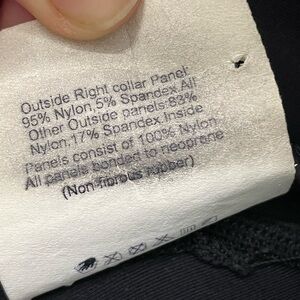 Outside Right collar Panel:
95% Nylon,5% Spandex.All
Other Outside panels:83%
Nylon,17% Spandex.Inside
Panels consist of 100% Nylon
All panels bonded to neoprene
(Non-fibrous rubber)